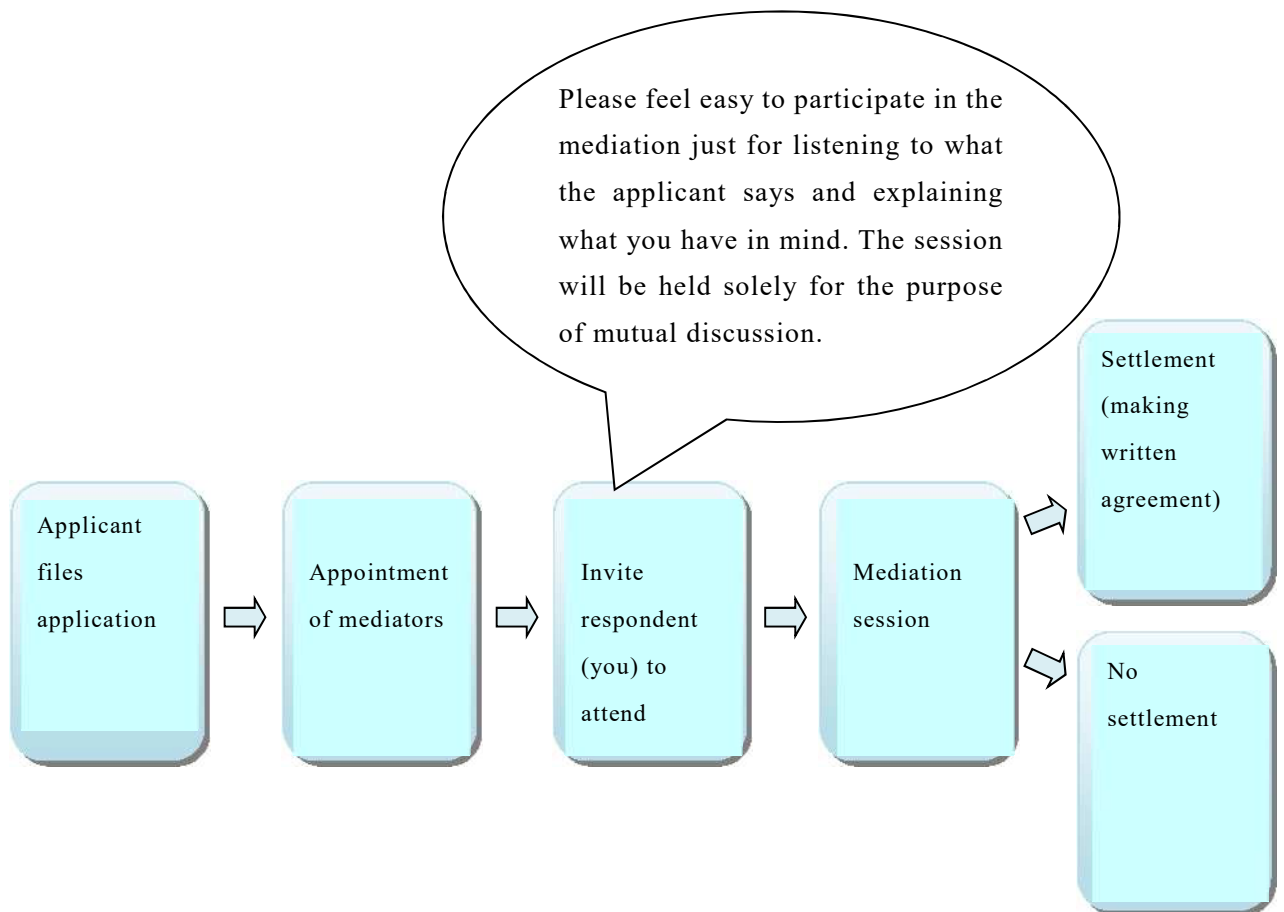 Please feel easy to participate in the
mediation just for listening to what
the applicant says and explaining
what you have in mind. The session
will be held solely for the purpose
of mutual discussion.
Applicant
files
application
Appointment
of mediators
Invite
respondent
(you) to
attend
Mediation
session
Settlement
(making
written
agreement)
No
settlement